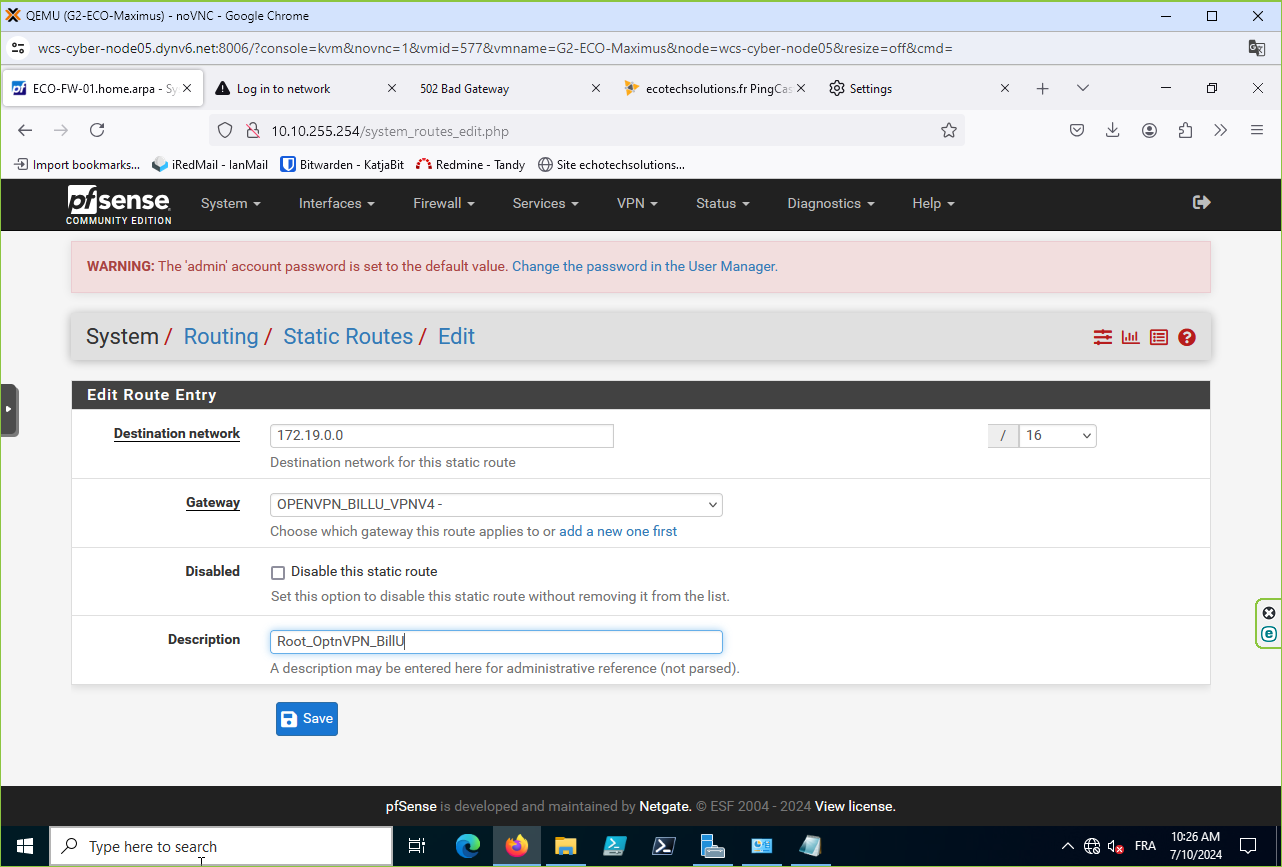 QEMU (G2-ECO-Maximus) - noVNC - Google Chrome
wcs-cyber-node05.dynv6.net:8006/?console=kvm&novnc=1&vmid=577&vmname=G2-ECO-Maximus&node=wcs-cyber-node05&resize=off&cmd=
ECO-FW-01.home.arpa - Sy
Log in to network
502 Bad Gateway
ecotechsolutions.fr PingCas
Settings
10.10.255.254/system_routes_edit.php
Import bookmarks...
iRedMail - IanMail
Bitwarden - KatjaBit
Redmine - Tandy
Site echotechsolutions...
pfsense
COMMUNITY EDITION
System
Interfaces
Firewall
Services
VPN
Status
Diagnostics
Help
WARNING: The 'admin' account password is set to the default value. Change the password in the User Manager.
System / Routing / Static Routes / Edit
Edit Route Entry
Destination network
172.19.0.0
/
16
Destination network for this static route
Gateway
OPENVPN_BILLU_VPNV4 -
Choose which gateway this route applies to or add a new one first
Disabled
Disable this static route
Set this option to disable this static route without removing it from the list.
Description
Root_OptnVPN_BillU
A description may be entered here for administrative reference (not parsed).
Save
pfSense is developed and maintained by Netgate. © ESF 2004 - 2024 View license.
Type here to search
FRA
10:26 AM
7/10/2024